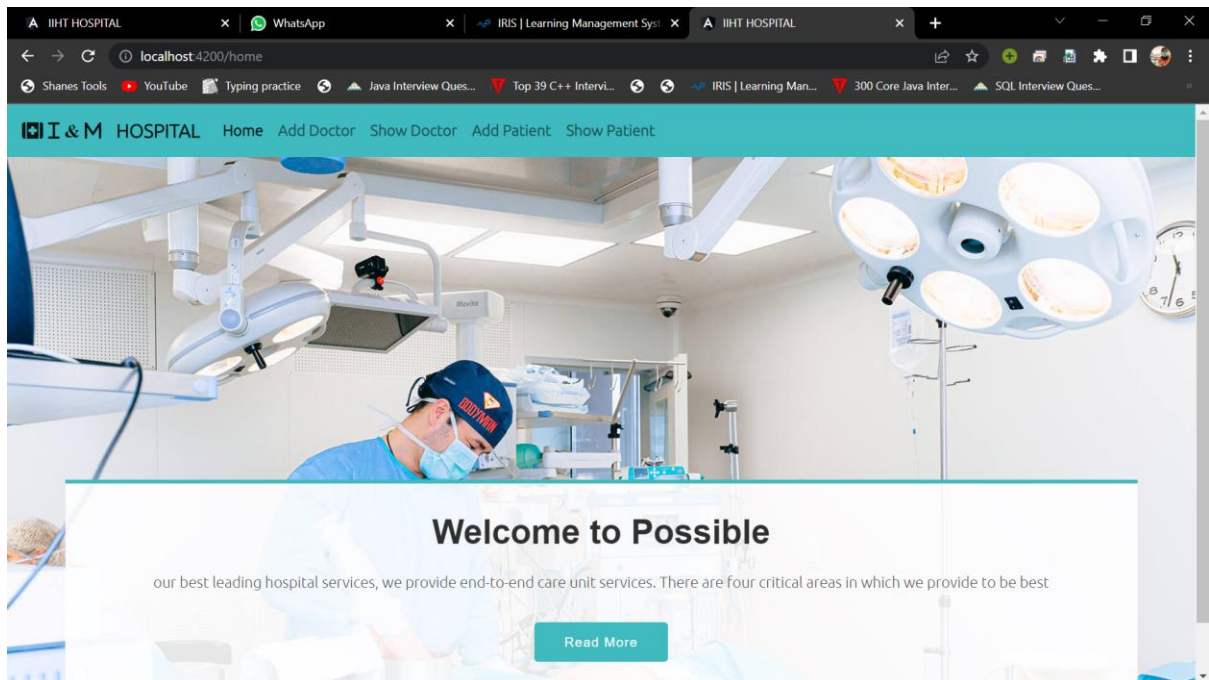 IIHT HOSPITAL
WhatsApp
IRIS | Learning Management Syst
IIHT HOSPITAL
localhost:4200/home
Shanes Tools YouTube Typing practice Java Interview Ques... Top 39 C++ Intervi... IRIS | Learning Man... 300 Core Java Inter... SQL Interview Ques...
I & M HOSPITAL Home Add Doctor Show Doctor Add Patient Show Patient
Movita
BODYMAN
Welcome to Possible
our best leading hospital services, we provide end-to-end care unit services. There are four critical areas in which we provide to be best
Read More